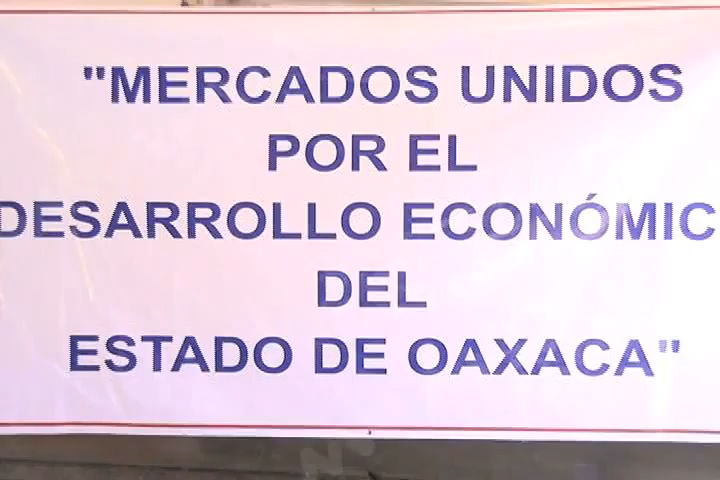 "MERCADOS UNIDOS
POR EL
DESARROLLO ECONÓMIC
DEL
ESTADO DE OAXACA"